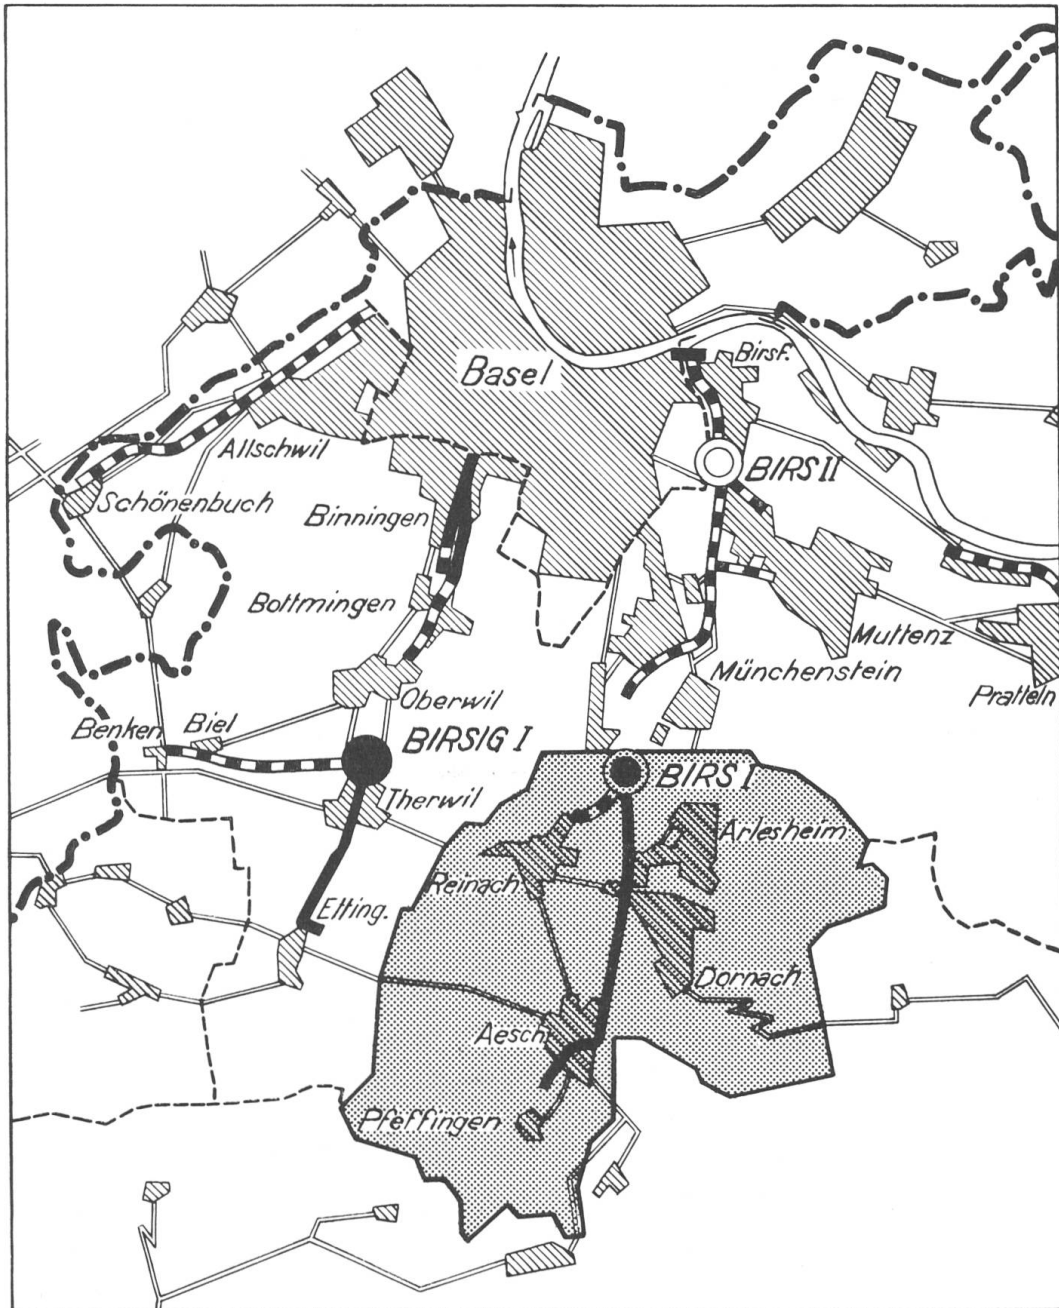 Basel
Birsf.
Allschwil
BIRS II
Schönenbuch
Binningen
Bottmingen
Muttenz
Münchenstein
Pratteln
Oberwil
Benken
Biel
BIRSIG I
BIRS I
Therwil
Arlesheim
Reinach
Etting.
Dornach
Aesch
Pfeffingen